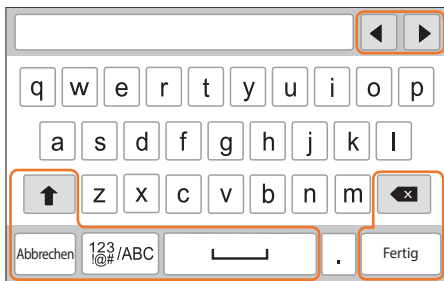 q w e r t y u i o p
a s d f g h j k l
z x c v b n m
Abbrechen 123!@#/ABC . Fertig